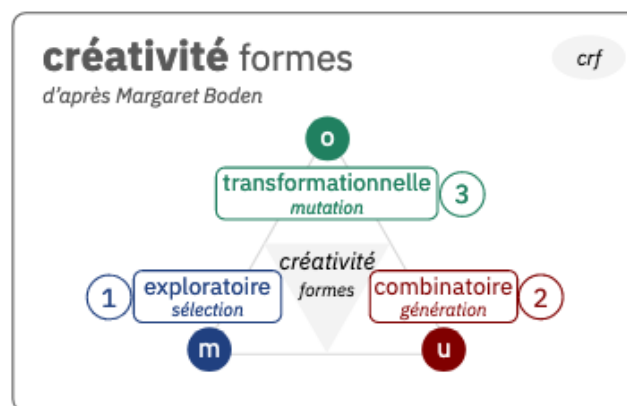 créativité formes
crf
d'après Margaret Boden
o
transformationnelle
mutation
3
créativité
formes
1
exploratoire
sélection
combinatoire
génération
2
m
u